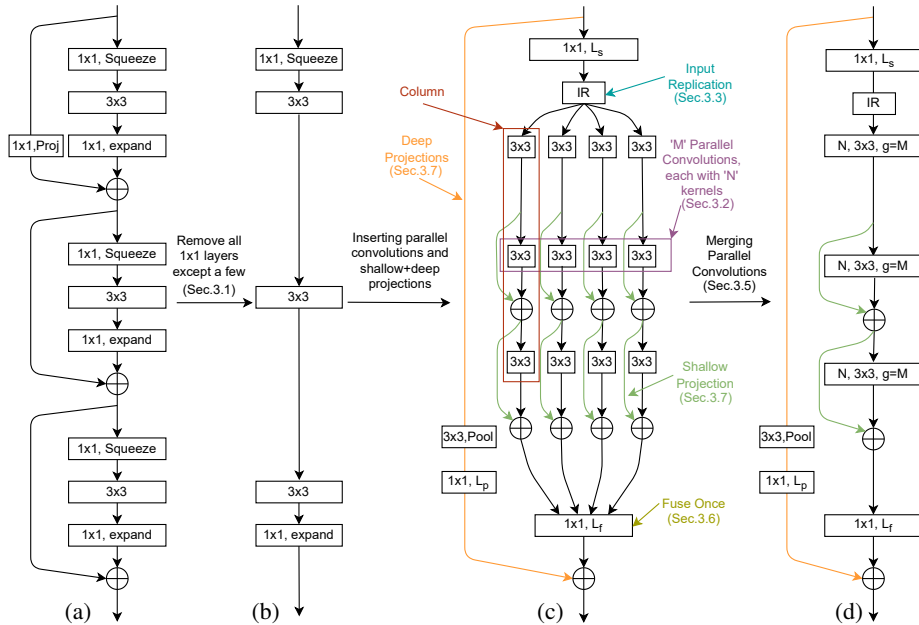 1x1, Squeeze
3x3
1x1,Proj
1x1, expand
1x1, Squeeze
3x3
1x1, expand
1x1, Squeeze
3x3
1x1, expand
(a)
Remove all
1x1 layers
except a few
(Sec.3.1)
1x1, Squeeze
3x3
3x3
3x3
1x1, expand
(b)
Inserting parallel
convolutions and
shallow+deep
projections
1x1, Ls
IR
Input
Replication
(Sec.3.3)
Column
Deep
Projections
(Sec.3.7)
3x3
3x3
3x3
3x3
'M' Parallel
Convolutions,
each with 'N'
kernels
(Sec.3.2)
3x3
3x3
3x3
3x3
3x3
3x3
3x3
3x3
Shallow
Projection
(Sec.3.7)
3x3,Pool
1x1, Lp
Fuse Once
(Sec.3.6)
1x1, Lf
(c)
Merging
Parallel
Convolutions
(Sec.3.5)
1x1, Ls
IR
N, 3x3, g=M
N, 3x3, g=M
N, 3x3, g=M
3x3,Pool
1x1, Lp
1x1, Lf
(d)